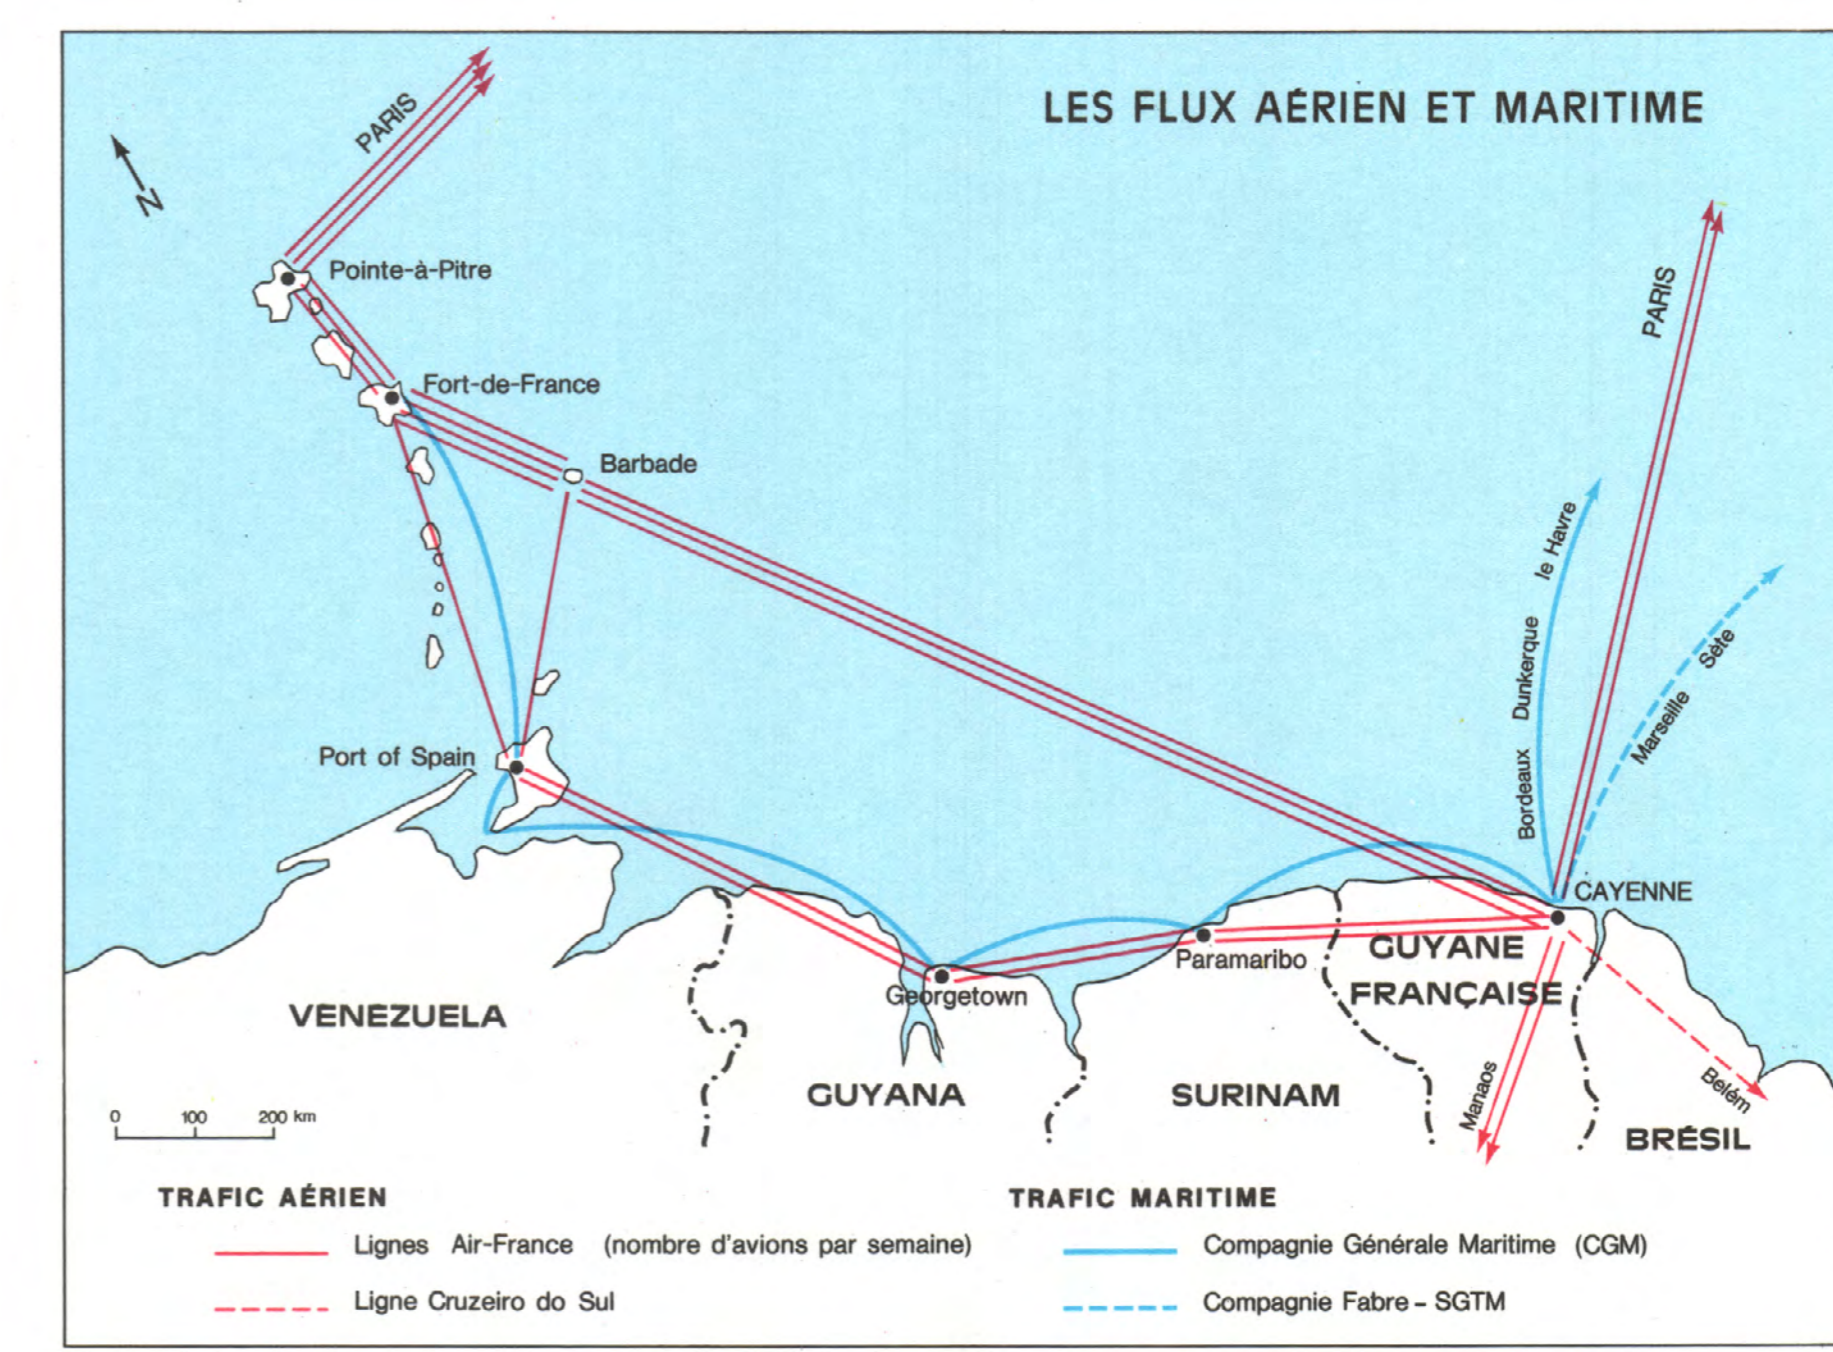 LES FLUX AÉRIEN ET MARITIME
PARIS
N
Pointe-à-Pitre
PARIS
Fort-de-France
Barbade
le Havre
Dunkerque
Bordeaux
Sète
Marseille
Port of Spain
CAYENNE
GUYANE
FRANÇAISE
Paramaribo
Georgetown
VENEZUELA
GUYANA
SURINAM
Manaos
Belém
BRÉSIL
0 100 200 km
TRAFIC AÉRIEN
Lignes Air-France (nombre d'avions par semaine)
Ligne Cruzeiro do Sul
TRAFIC MARITIME
Compagnie Générale Maritime (CGM)
Compagnie Fabre - SGTM